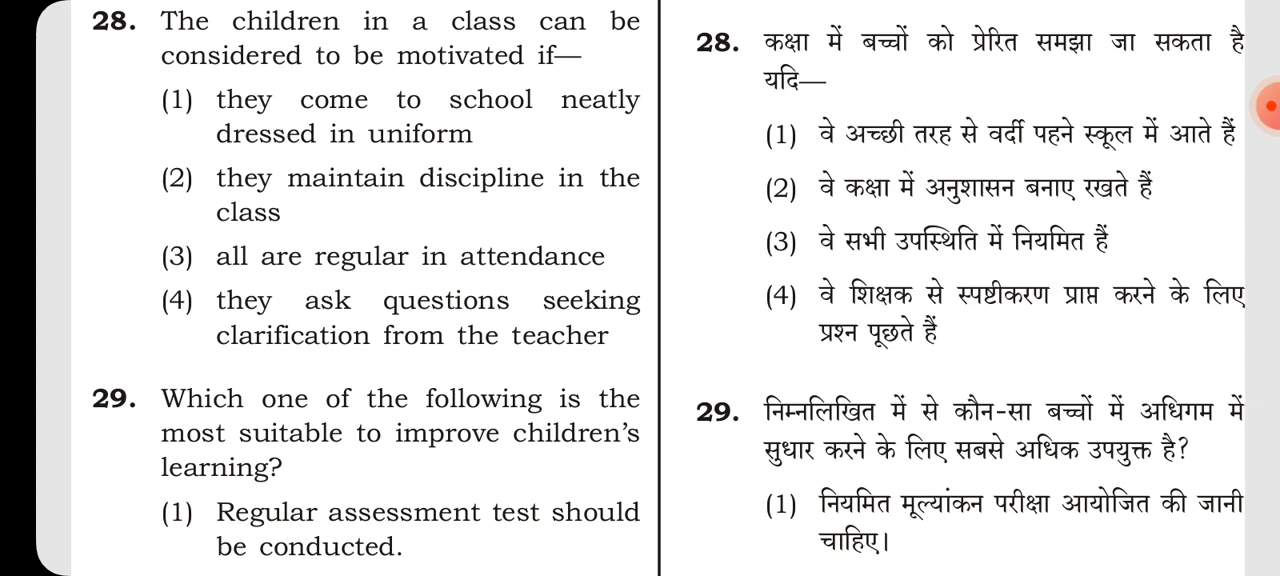 28. The children in a class can be
considered to be motivated if—
(1) they come to school neatly
dressed in uniform
(2) they maintain discipline in the
class
(3) all are regular in attendance
(4) they ask questions seeking
clarification from the teacher
29. Which one of the following is the
most suitable to improve children's
learning?
(1) Regular assessment test should
be conducted.
28. कक्षा में बच्चों को प्रेरित समझा जा सकता है
यदि—
(1) वे अच्छी तरह से वर्दी पहने स्कूल में आते हैं
(2) वे कक्षा में अनुशासन बनाए रखते हैं
(3) वे सभी उपस्थिति में नियमित हैं
(4) वे शिक्षक से स्पष्टीकरण प्राप्त करने के लिए
प्रश्न पूछते हैं
29. निम्नलिखित में से कौन-सा बच्चों में अधिगम में
सुधार करने के लिए सबसे अधिक उपयुक्त है?
(1) नियमित मूल्यांकन परीक्षा आयोजित की जानी
चाहिए।